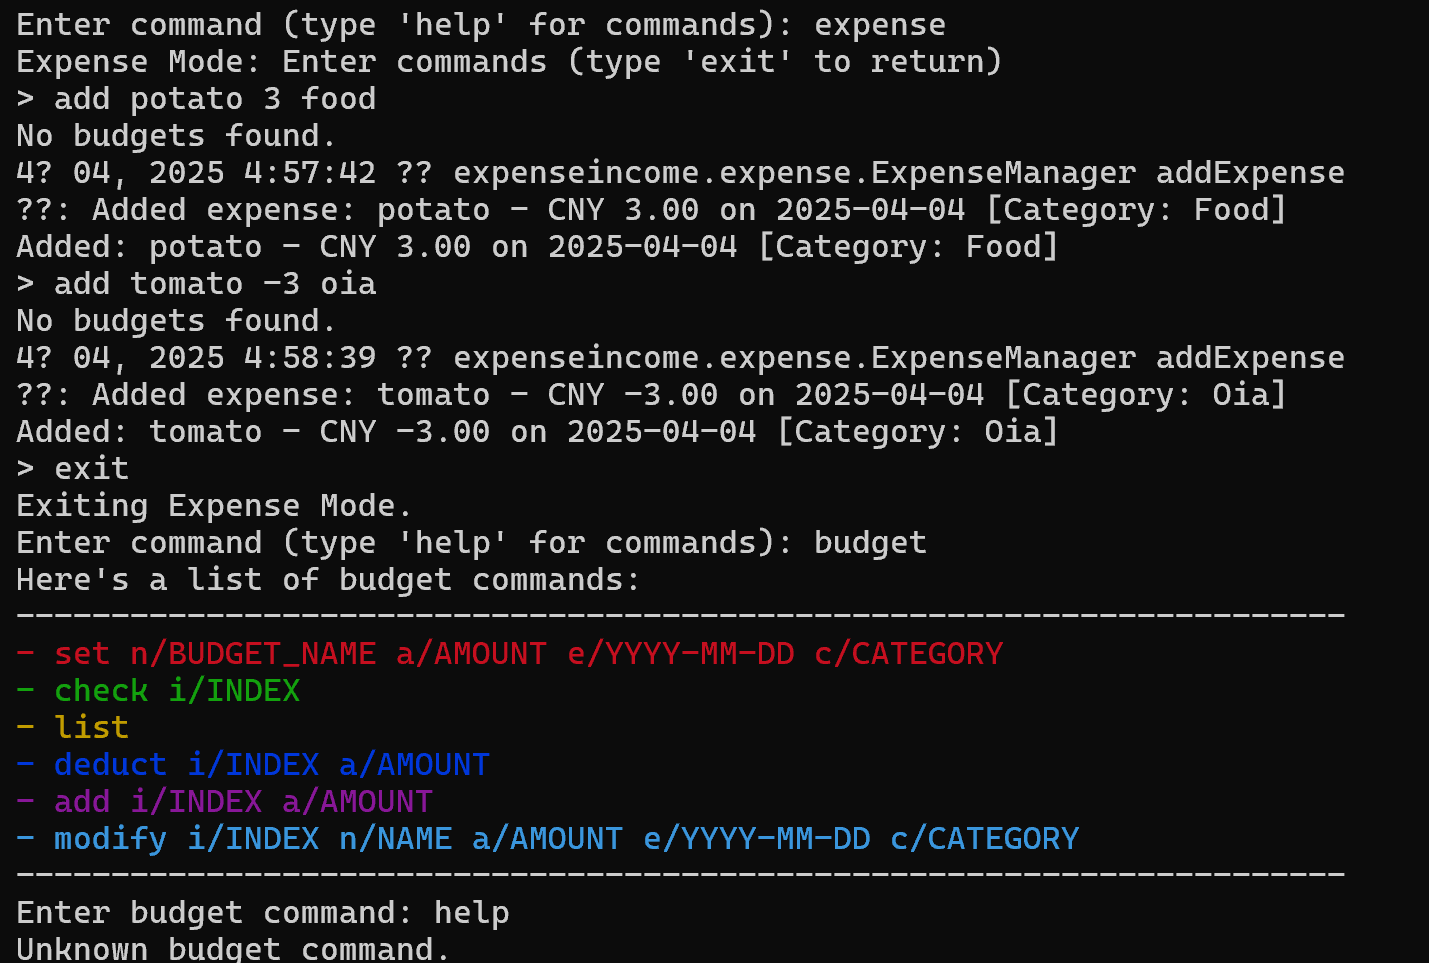 Enter command (type 'help' for commands): expense
Expense Mode: Enter commands (type 'exit' to return)
> add potato 3 food
No budgets found.
4? 04, 2025 4:57:42 ?? expenseincome.expense.ExpenseManager addExpense
??: Added expense: potato - CNY 3.00 on 2025-04-04 [Category: Food]
Added: potato - CNY 3.00 on 2025-04-04 [Category: Food]
> add tomato -3 oia
No budgets found.
4? 04, 2025 4:58:39 ?? expenseincome.expense.ExpenseManager addExpense
??: Added expense: tomato - CNY -3.00 on 2025-04-04 [Category: Oia]
Added: tomato - CNY -3.00 on 2025-04-04 [Category: Oia]
> exit
Exiting Expense Mode.
Enter command (type 'help' for commands): budget
Here's a list of budget commands:
----------------------------------------------------------------------
- set n/BUDGET_NAME a/AMOUNT e/YYYY-MM-DD c/CATEGORY
- check i/INDEX
- list
- deduct i/INDEX a/AMOUNT
- add i/INDEX a/AMOUNT
- modify i/INDEX n/NAME a/AMOUNT e/YYYY-MM-DD c/CATEGORY
----------------------------------------------------------------------
Enter budget command: help
Unknown budget command.